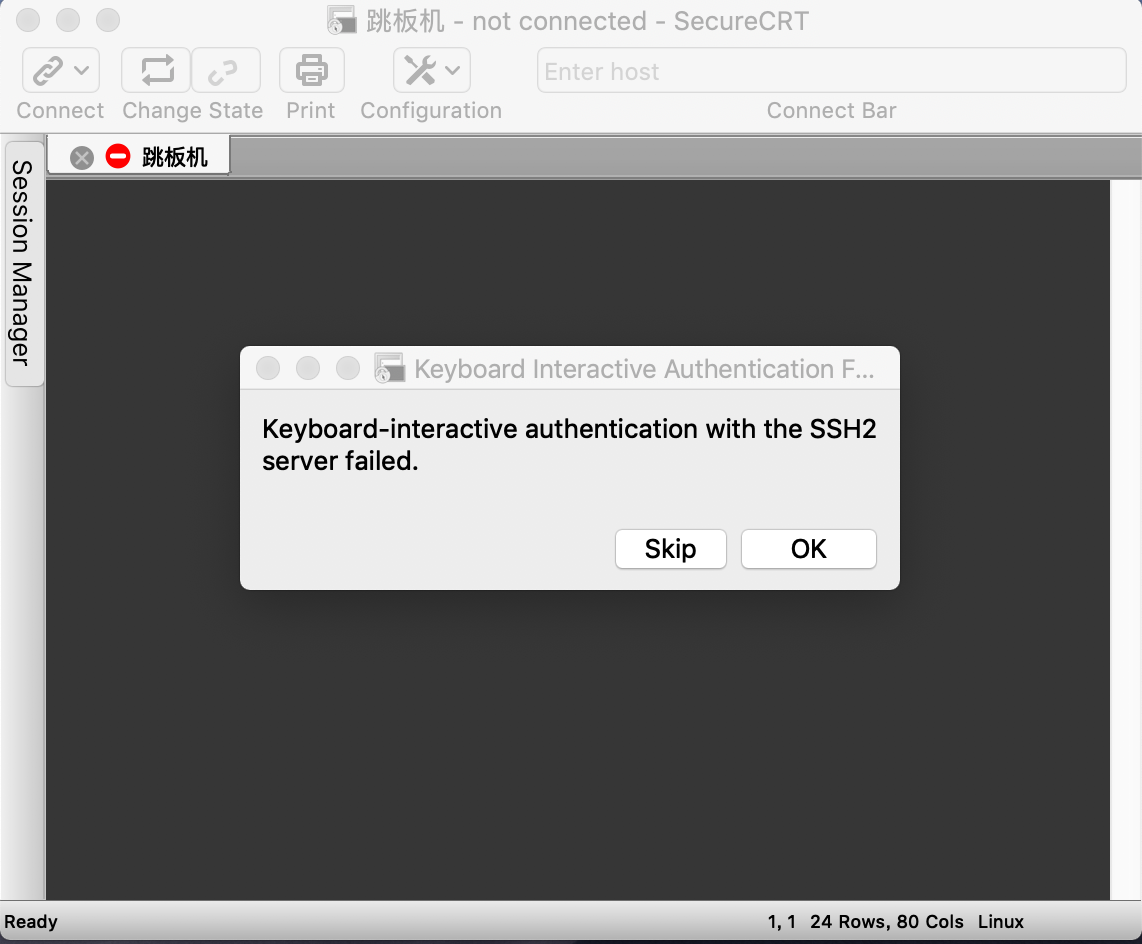 跳板机 - not connected - SecureCRT
Enter host
Connect Change State Print Configuration Connect Bar
跳板机
Session Manager
Keyboard Interactive Authentication F...
Keyboard-interactive authentication with the SSH2
server failed.
Skip OK
Ready 1, 1 24 Rows, 80 Cols Linux